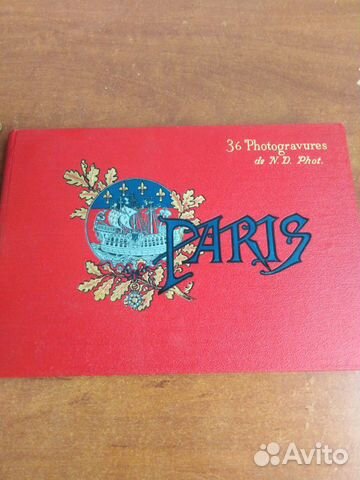 36 Photogravures
de N. D. Phot.
PARIS
Avito